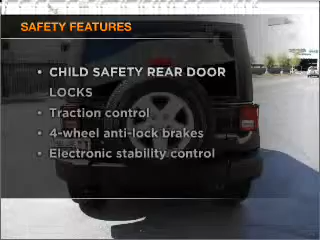 SAFETY FEATURES
• CHILD SAFETY REAR DOOR
LOCKS
• Traction control
• 4-wheel anti-lock brakes
• Electronic stability control